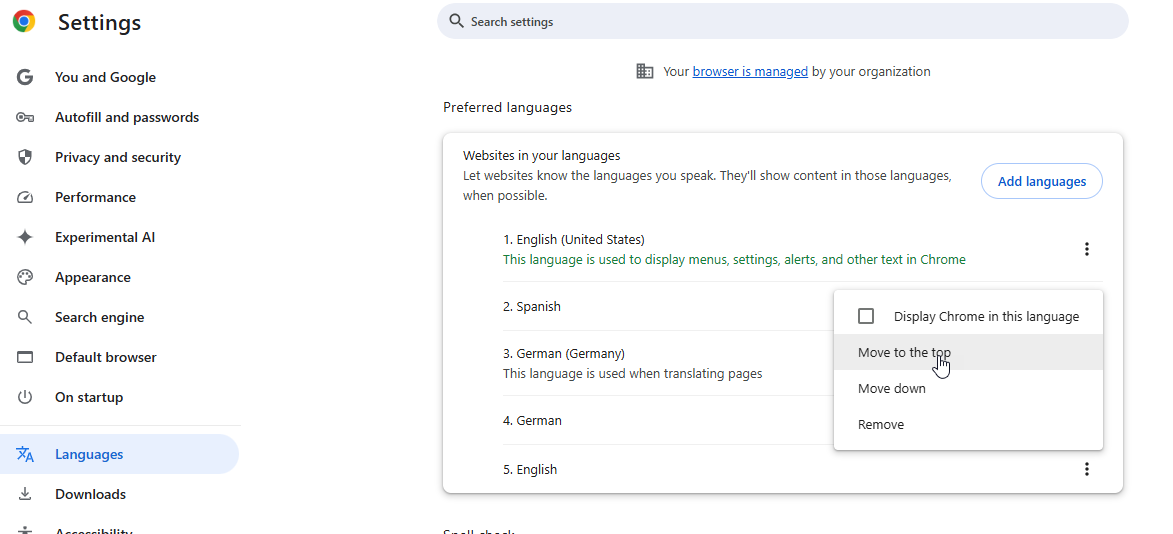 Settings
Search settings
You and Google
Autofill and passwords
Privacy and security
Performance
Experimental AI
Appearance
Search engine
Default browser
On startup
Languages
Downloads
Accessibility
Your browser is managed by your organization
Preferred languages
Websites in your languages
Let websites know the languages you speak. They'll show content in those languages,
when possible.
Add languages
1. English (United States)
This language is used to display menus, settings, alerts, and other text in Chrome
2. Spanish
3. German (Germany)
This language is used when translating pages
4. German
5. English
Display Chrome in this language
Move to the top
Move down
Remove
Spell check